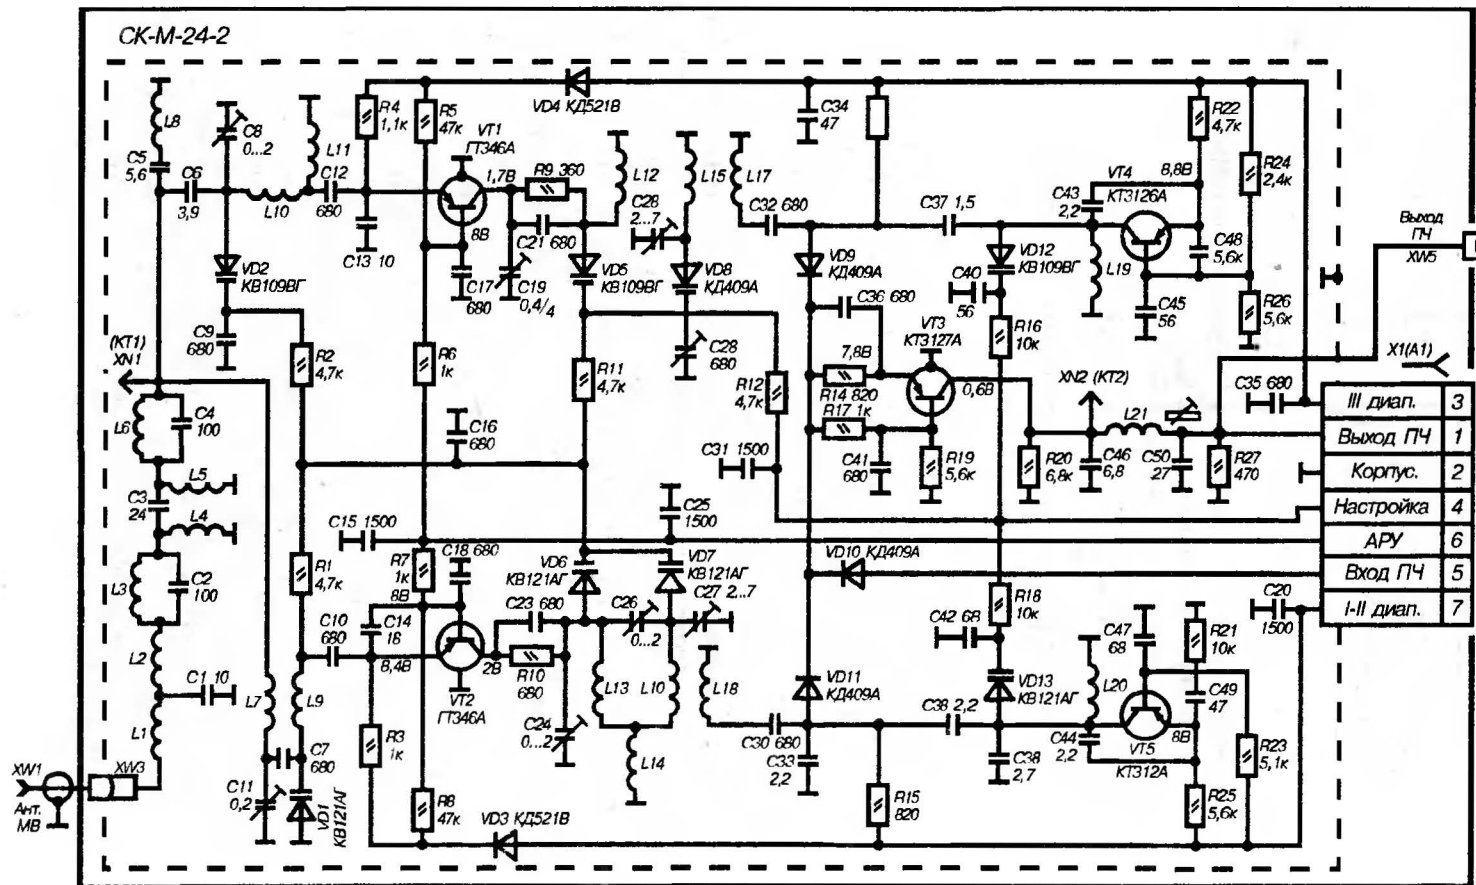 СК-М-24-2
L8
C5
5,6
C6
3,9
C8
0...2
L11
L10
C12
680
R4
1,1к
R5
47к
VT1
ГТ346А
1,7В
8В
C13 10
C17
680
R9 360
C21 680
C19
0,4/4
VD4 КД521В
L12
C28
2...7
L15
L17
VD5
КВ109ВГ
VD8
КД409А
C28
680
C34
47
C32 680
C37 1,5
VD9
КД409А
C36 680
VT3
КТ3127А
7,8В
R14 820
R17 1к
0,6В
C41
680
R19
5,6к
C40
56
VD12
КВ109ВГ
R16
10к
C43
2,2
VT4
КТ3126А
8,8В
L19
C45
56
R22
4,7к
R24
2,4к
C48
5,6к
R26
5,6к
Выход
ПЧ
XW5
X1(A1)
VD2
КВ109ВГ
C9
680
(КТ1)
XN1
R2
4,7к
R6
1к
R11
4,7к
R12
4,7к
C16
680
C31 1500
XN2 (КТ2)
L21
R20
6,8к
C46
6,8
C50
27
R27
470
C35 680
III диап. 3
Выход ПЧ 1
Корпус. 2
Настройка 4
АРУ 6
Вход ПЧ 5
I-II диап. 7
L6
C4
100
L5
C3
24
L4
L3
C2
100
L2
C1 10
L1
L7
XW1
Ант.
МВ
XW3
C11
0,2
C7
680
VD1
КВ121АГ
L9
R1
4,7к
C10
680
C15 1500
R7
1к
8В
C18 680
C14
16
8,4В
VT2
ГТ346А
2В
R3
1к
R8
47к
VD3 КД521В
VD6
КВ121АГ
C23 680
R10
680
C24
0...2
C25
1500
VD7
КВ121АГ
C26
0...2
C27 2...7
L13
L10
L14
L18
C30 680
C33
2,2
VD10 КД409А
VD11
КД409А
R15
820
C38 2,2
C42 68
R18
10к
VD13
КВ121АГ
C38
2,7
C44
2,2
L20
C47
68
VT5
КТ312А
8В
R21
10к
C49
47
R23
5,1к
R25
5,6к
C20
1500